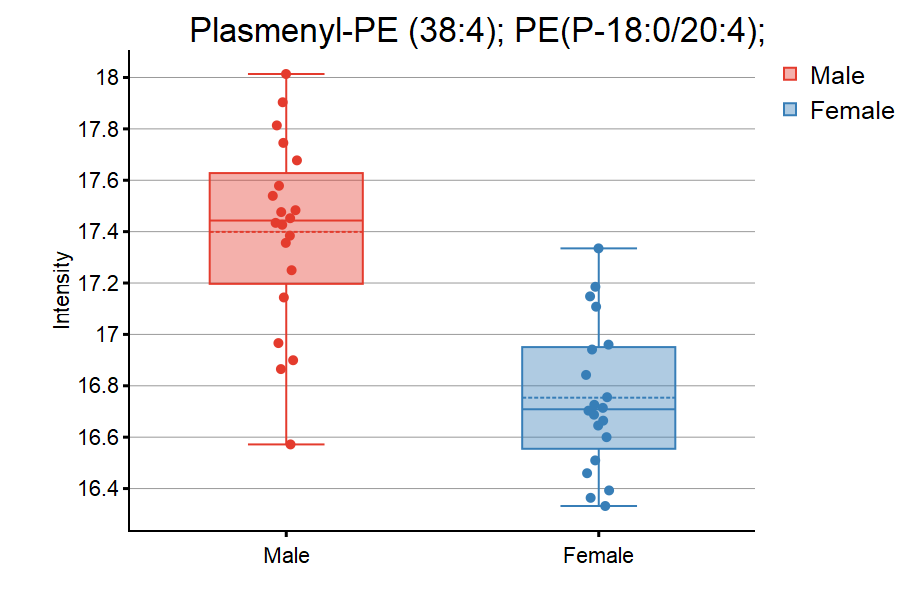 Plasmenyl-PE (38:4); PE(P-18:0/20:4);
Male
Female
Intensity
18
17.8
17.6
17.4
17.2
17
16.8
16.6
16.4
Male
Female